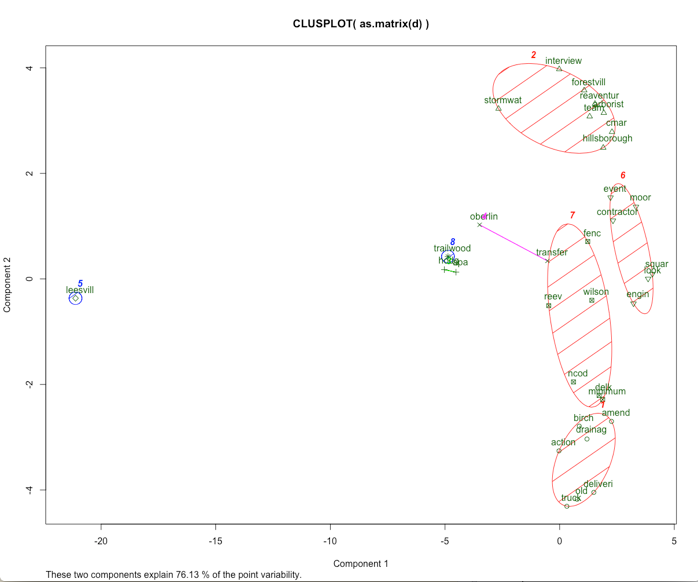 CLUSPLOT( as.matrix(d) )
2
interview
forestvill
reaventur
stormwat
arborist
team
cmar
hillsborough
6
event
moor
contractor
oberlin
7
fenc
8
trailwood
transfer
squar
look
5
leesvill
reev
wilson
engin
ncod
minimum
amend
birch
drainag
action
deliveri
old
truck
4
2
0
-2
-4
Component 2
-20
-15
-10
-5
0
5
Component 1
These two components explain 76.13 % of the point variability.